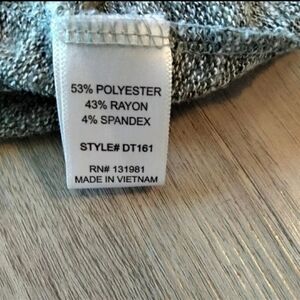 53% POLYESTER
43% RAYON
4% SPANDEX
STYLE# DT161
RN# 131981
MADE IN VIETNAM